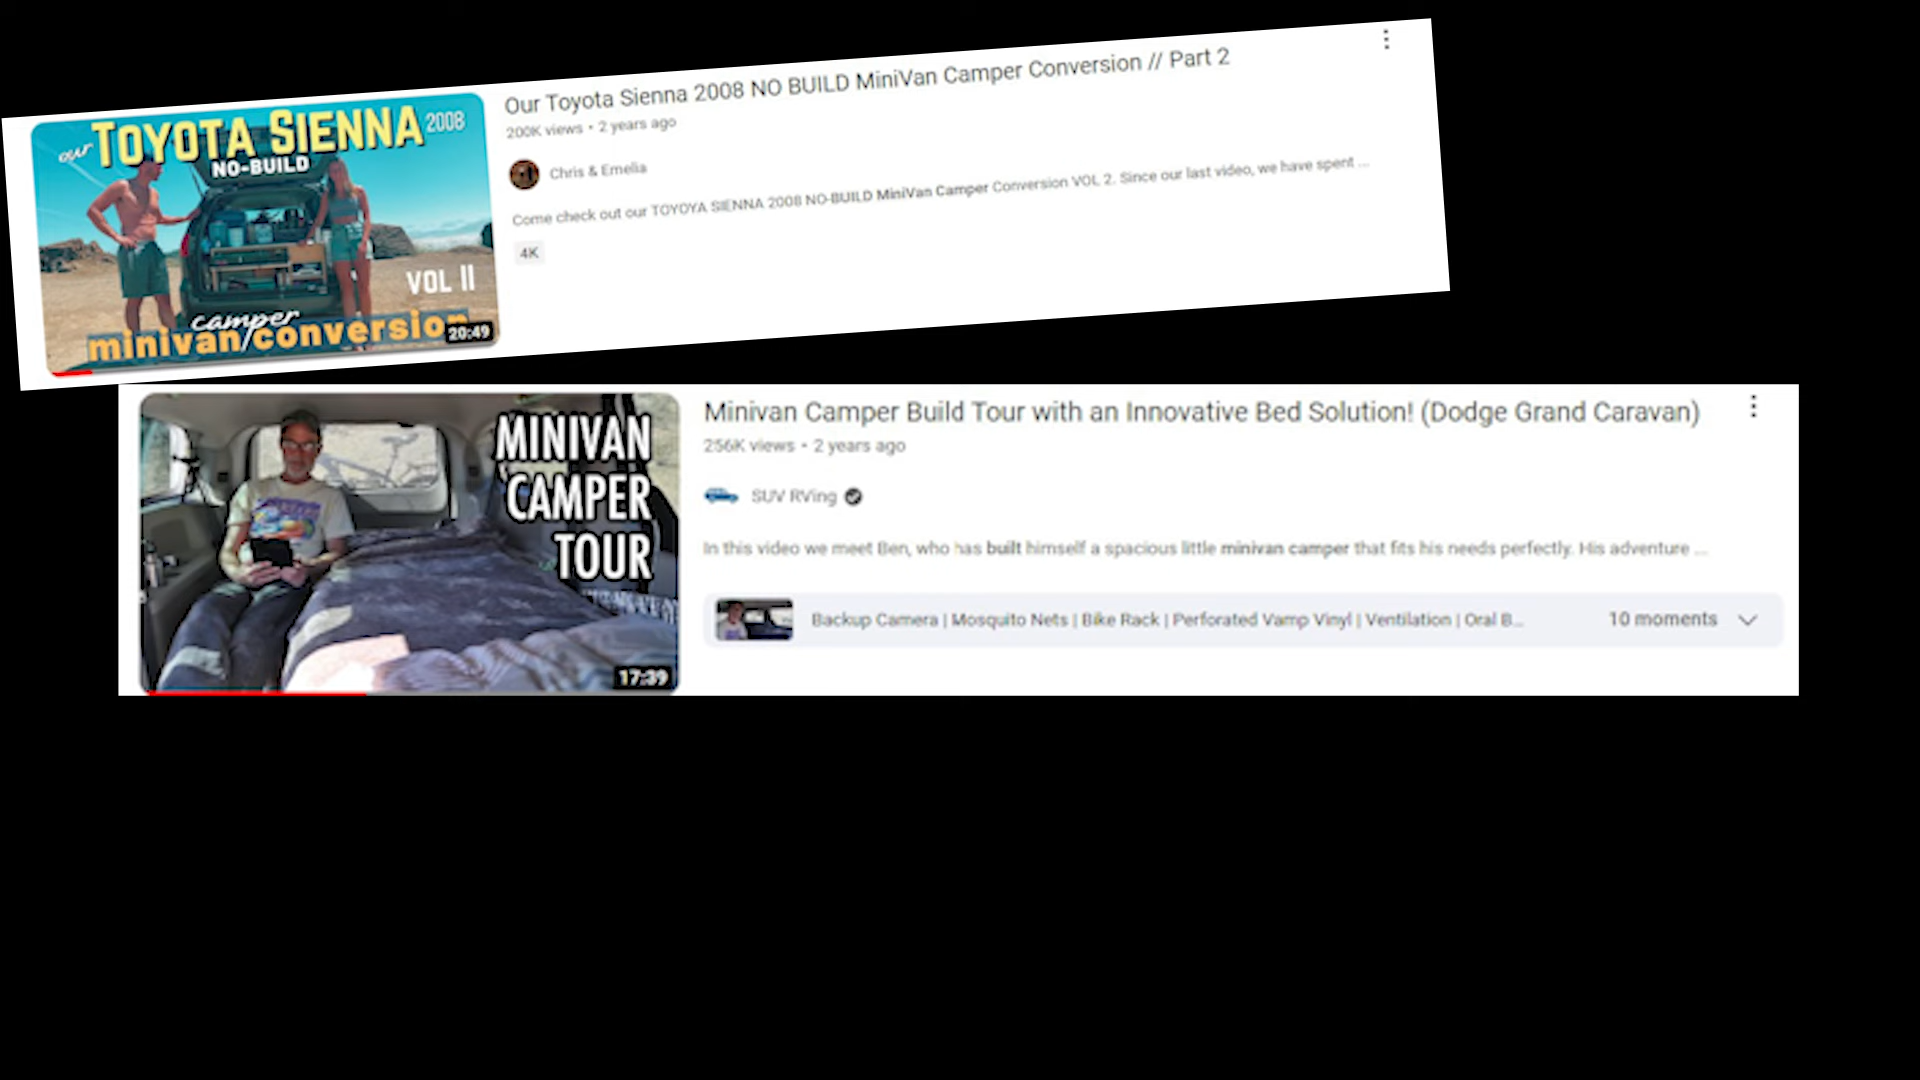 our TOYOTA SIENNA 2008
NO-BUILD
VOL II
camper
minivan/conversion
20:49
Our Toyota Sienna 2008 NO BUILD MiniVan Camper Conversion // Part 2
200K views • 2 years ago
Chris & Emelia
Come check out our TOYOYA SIENNA 2008 NO-BUILD MiniVan Camper Conversion VOL 2. Since our last video, we have spent ...
4K
MINIVAN
CAMPER
TOUR
17:39
Minivan Camper Build Tour with an Innovative Bed Solution! (Dodge Grand Caravan)
256K views • 2 years ago
SUV RVing
In this video we meet Ben, who has built himself a spacious little minivan camper that fits his needs perfectly. His adventure ...
Backup Camera | Mosquito Nets | Bike Rack | Perforated Vamp Vinyl | Ventilation | Oral B... 10 moments